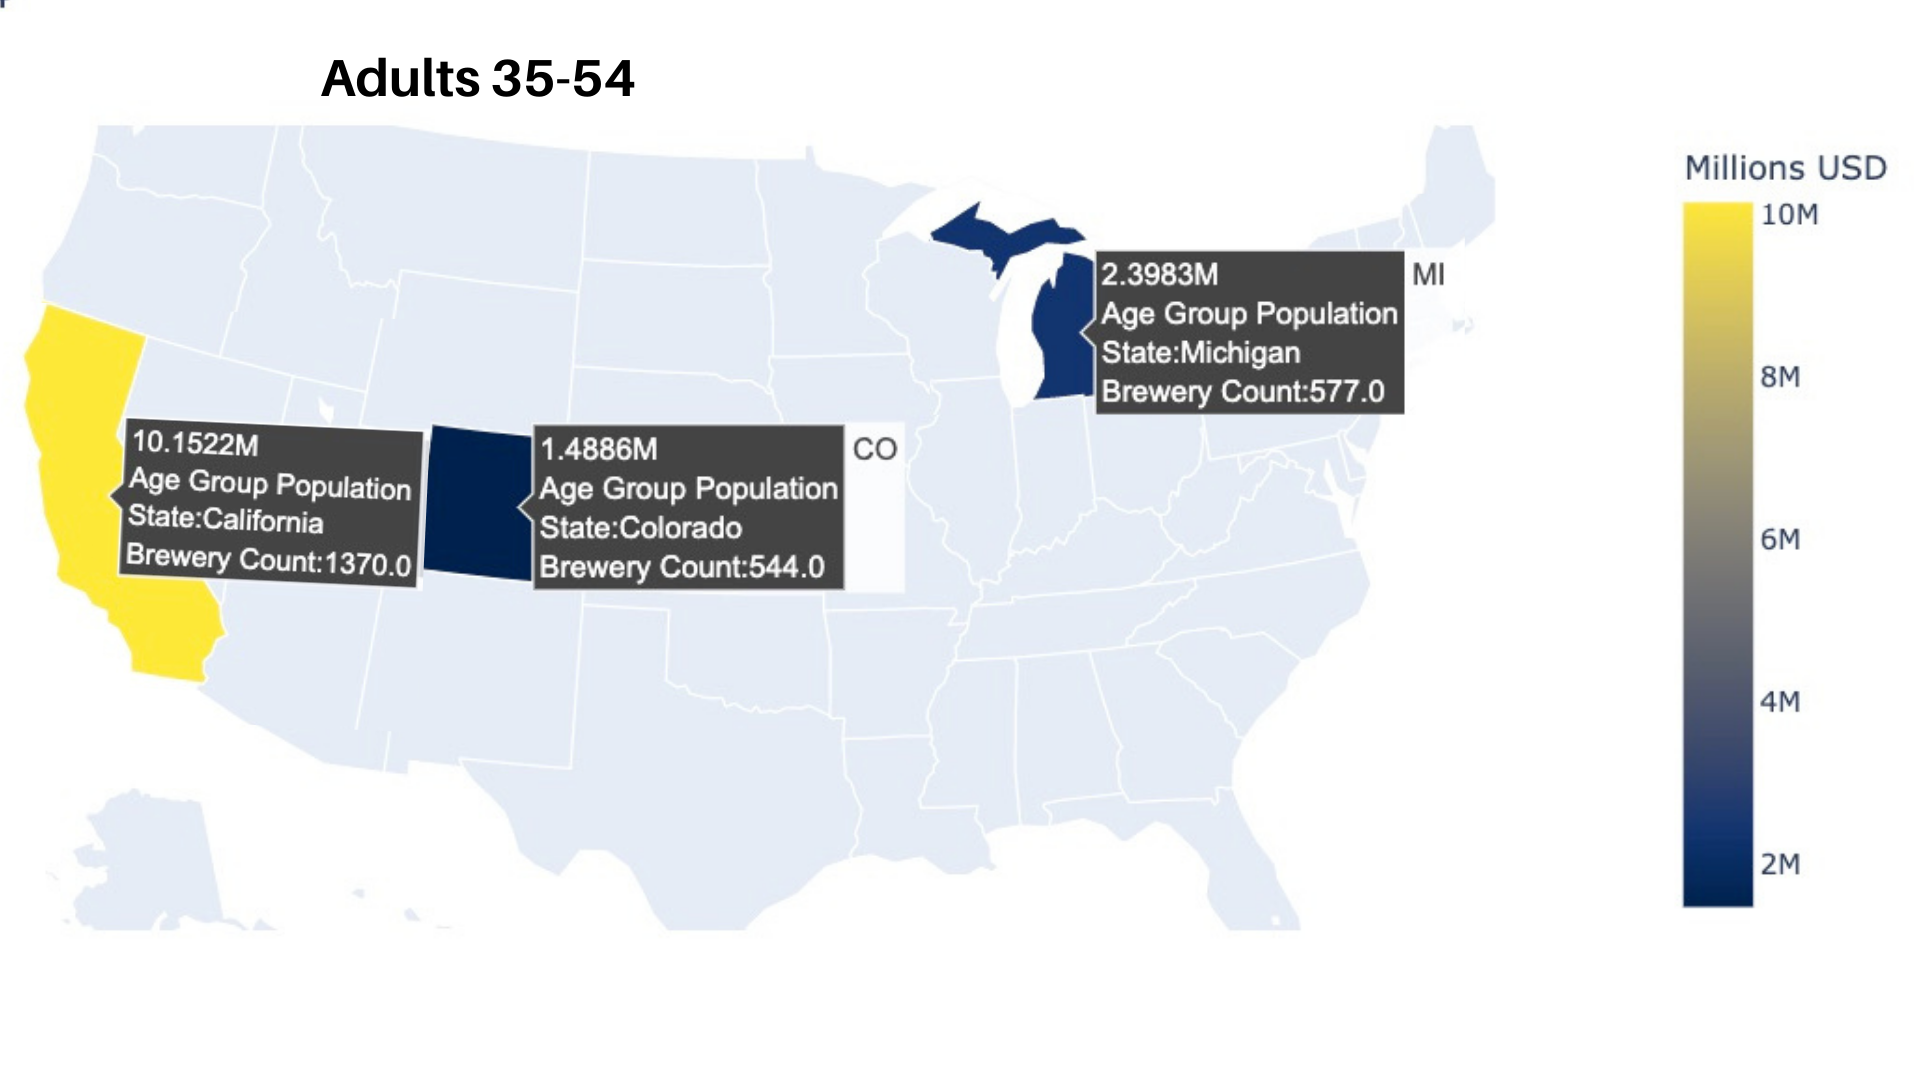 Adults 35-54
Millions USD
10M
8M
6M
4M
2M
2.3983M
Age Group Population
State:Michigan
Brewery Count:577.0
MI
10.1522M
Age Group Population
State:California
Brewery Count:1370.0
1.4886M
Age Group Population
State:Colorado
Brewery Count:544.0
CO